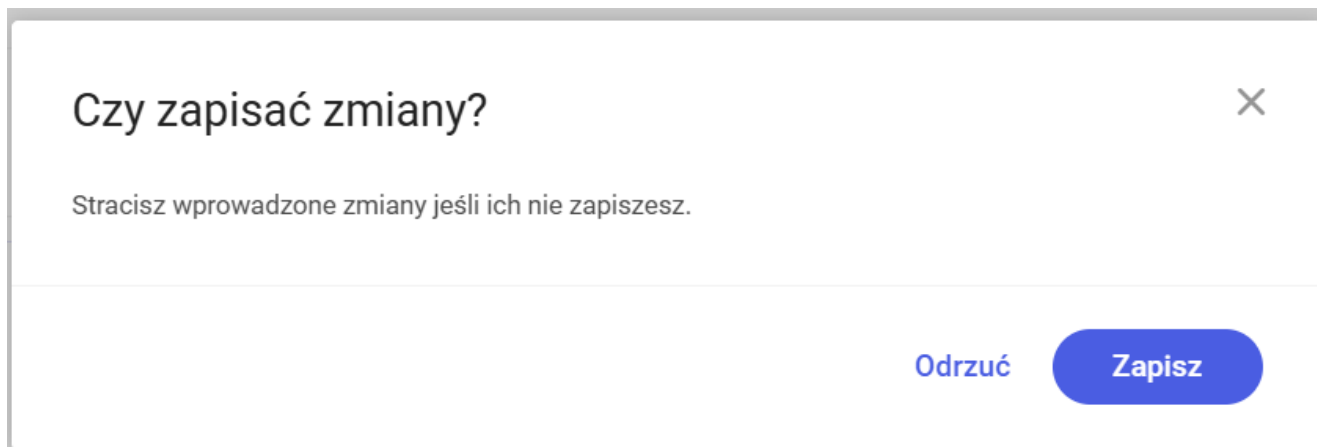 Czy zapisać zmiany?
Stracisz wprowadzone zmiany jeśli ich nie zapiszesz.
Odrzuć
Zapisz